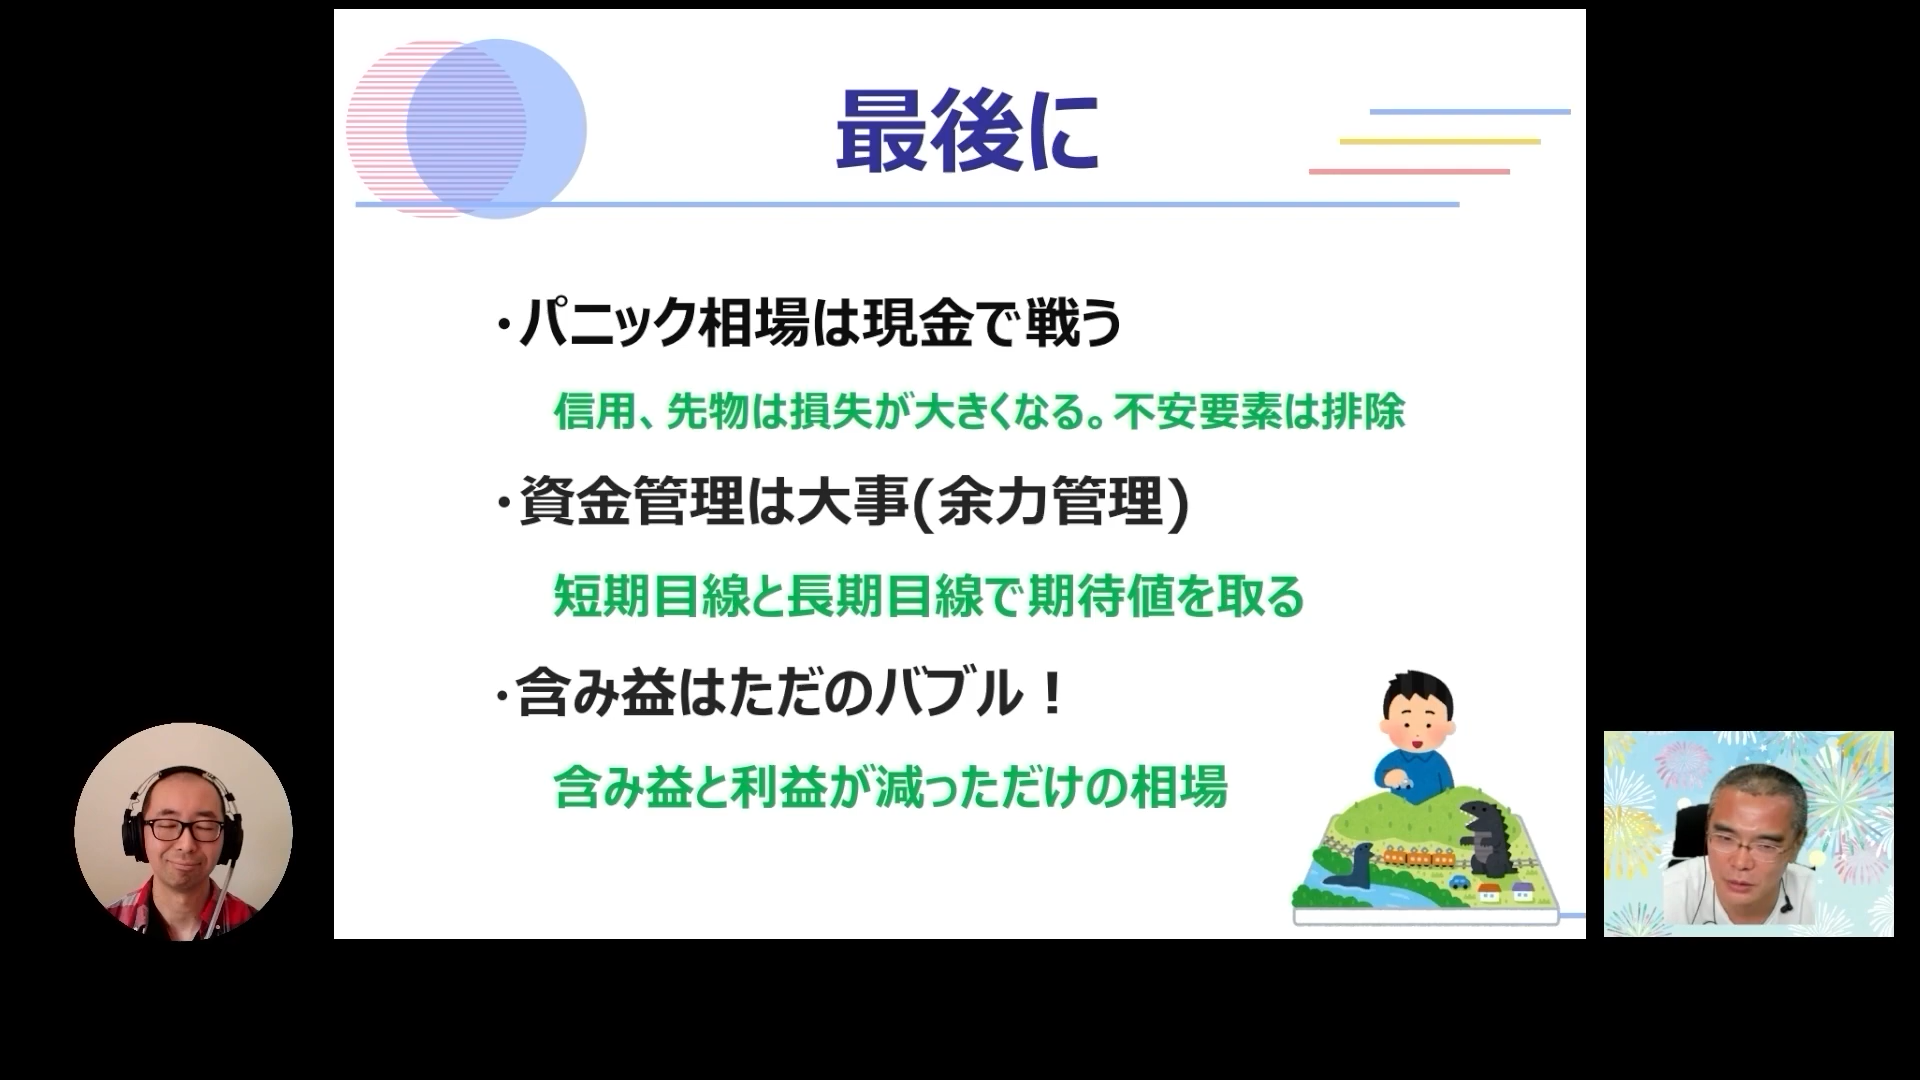 最後に
・パニック相場は現金で戦う
信用、先物は損失が大きくなる。不安要素は排除
・資金管理は大事(余力管理)
短期目線と長期目線で期待値を取る
・含み益はただのバブル！
含み益と利益が減っただけの相場